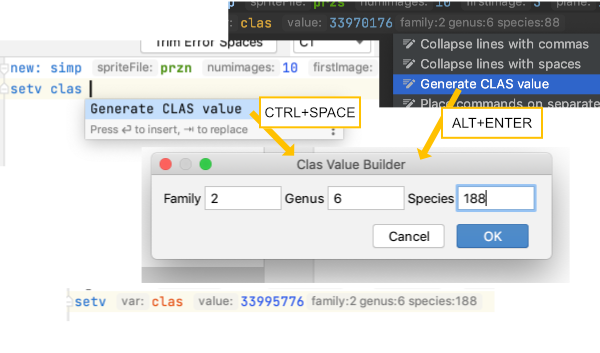 spriteFile: przs numimages: 10 firstImage: 3 plane:
clas value: 33970176 family:2 genus:6 species:88
Trim Error Spaces C1
new: simp spriteFile: przn numimages: 10 firstImage:
setv clas
Generate CLAS value
Press ⏎ to insert, ⇥ to replace
CTRL+SPACE
Collapse lines with commas
Collapse lines with spaces
Generate CLAS value
Place commands on separate
ALT+ENTER
Clas Value Builder
Family 2 Genus 6 Species 188
Cancel OK
setv var: clas value: 33995776 family:2 genus:6 species:188